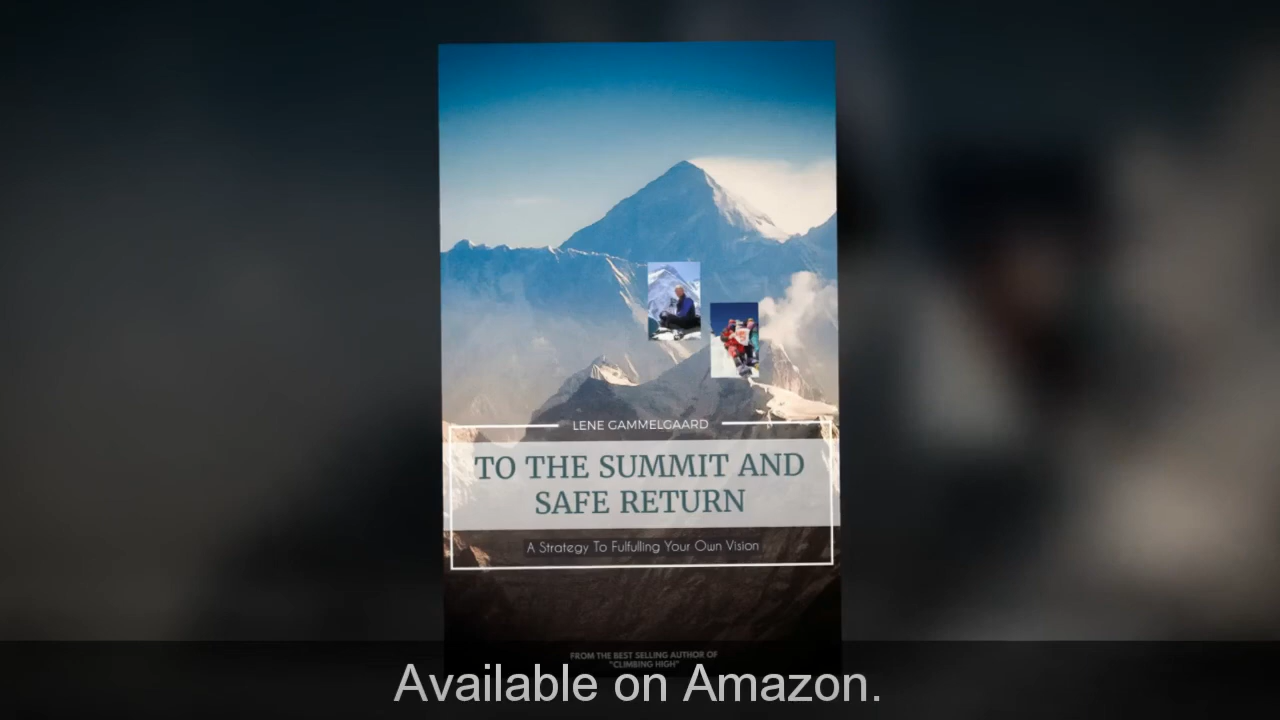 LENE GAMMELGAARD
TO THE SUMMIT AND
SAFE RETURN
A Strategy To Fulfulling Your Own Vision
FROM THE BEST SELLING AUTHOR OF
"CLIMBING HIGH"
Available on Amazon.